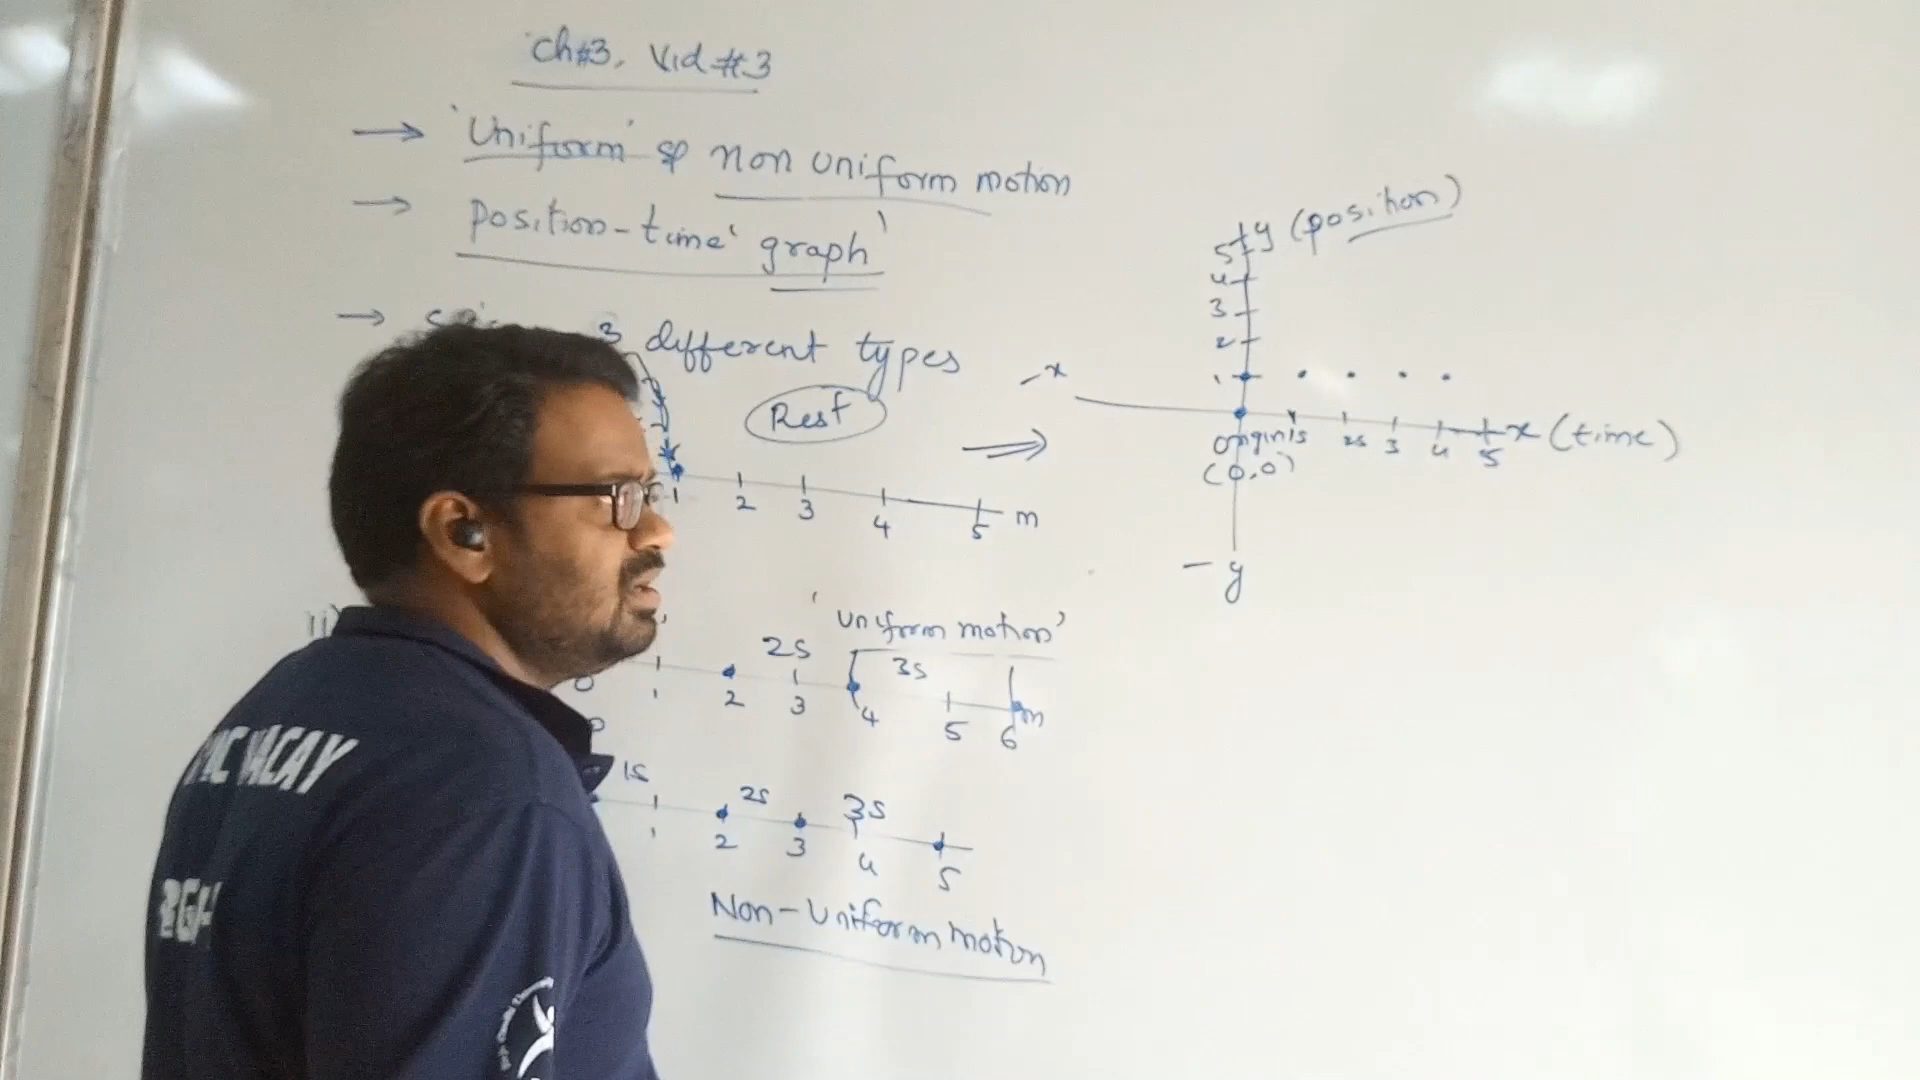 Ch#3, Vid #3
→ 'Uniform' & non uniform motion
→ position-time 'graph'
→ 3 different types
Rest
1 2 3 4 5 m
ii)
'Uniform motion'
2s 3s
0 1 2 3 4 5 6 m
1s 2s 3s
1 2 3 4 5
Non-Uniform motion
y (position)
5
4
3
2
1
-x
x (time)
origin 1s 2s 3 4 5
(0,0)
-y